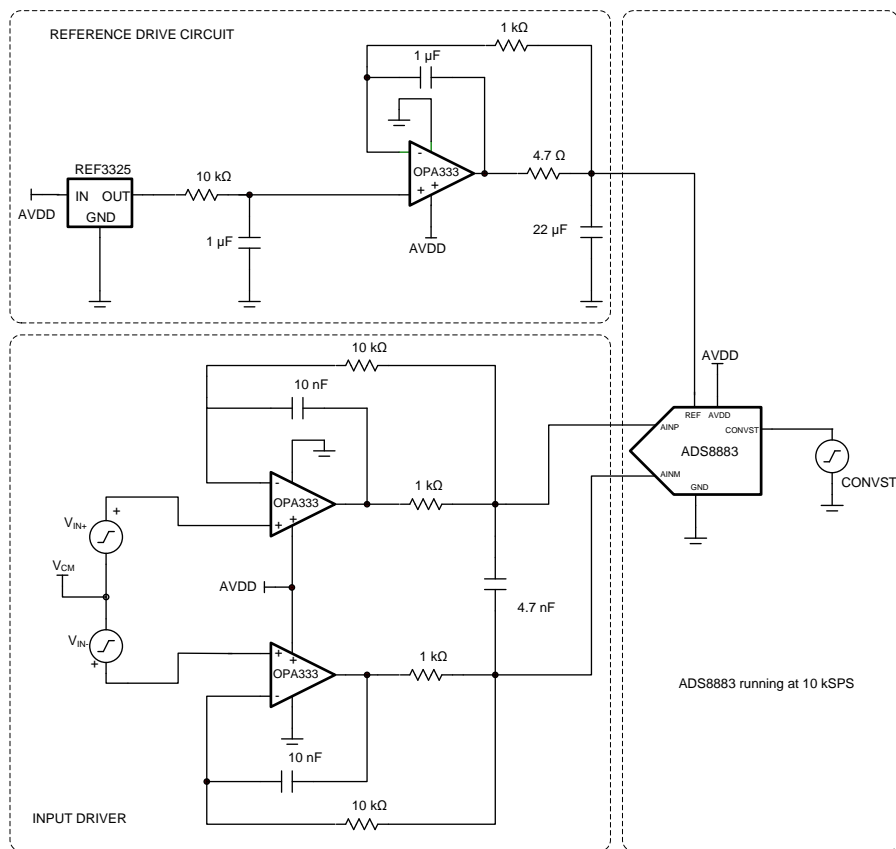 REFERENCE DRIVE CIRCUIT
1 kΩ
1 µF
-
OPA333
+ +
AVDD
4.7 Ω
22 µF
REF3325
IN OUT
GND
AVDD
10 kΩ
1 µF
INPUT DRIVER
10 kΩ
10 nF
-
OPA333
+ +
1 kΩ
VIN+
+
VCM
VIN-
+
AVDD
4.7 nF
1 kΩ
+ +
OPA333
-
10 nF
10 kΩ
AVDD
REF AVDD
AINP
CONVST
ADS8883
AINM
GND
CONVST
ADS8883 running at 10 kSPS